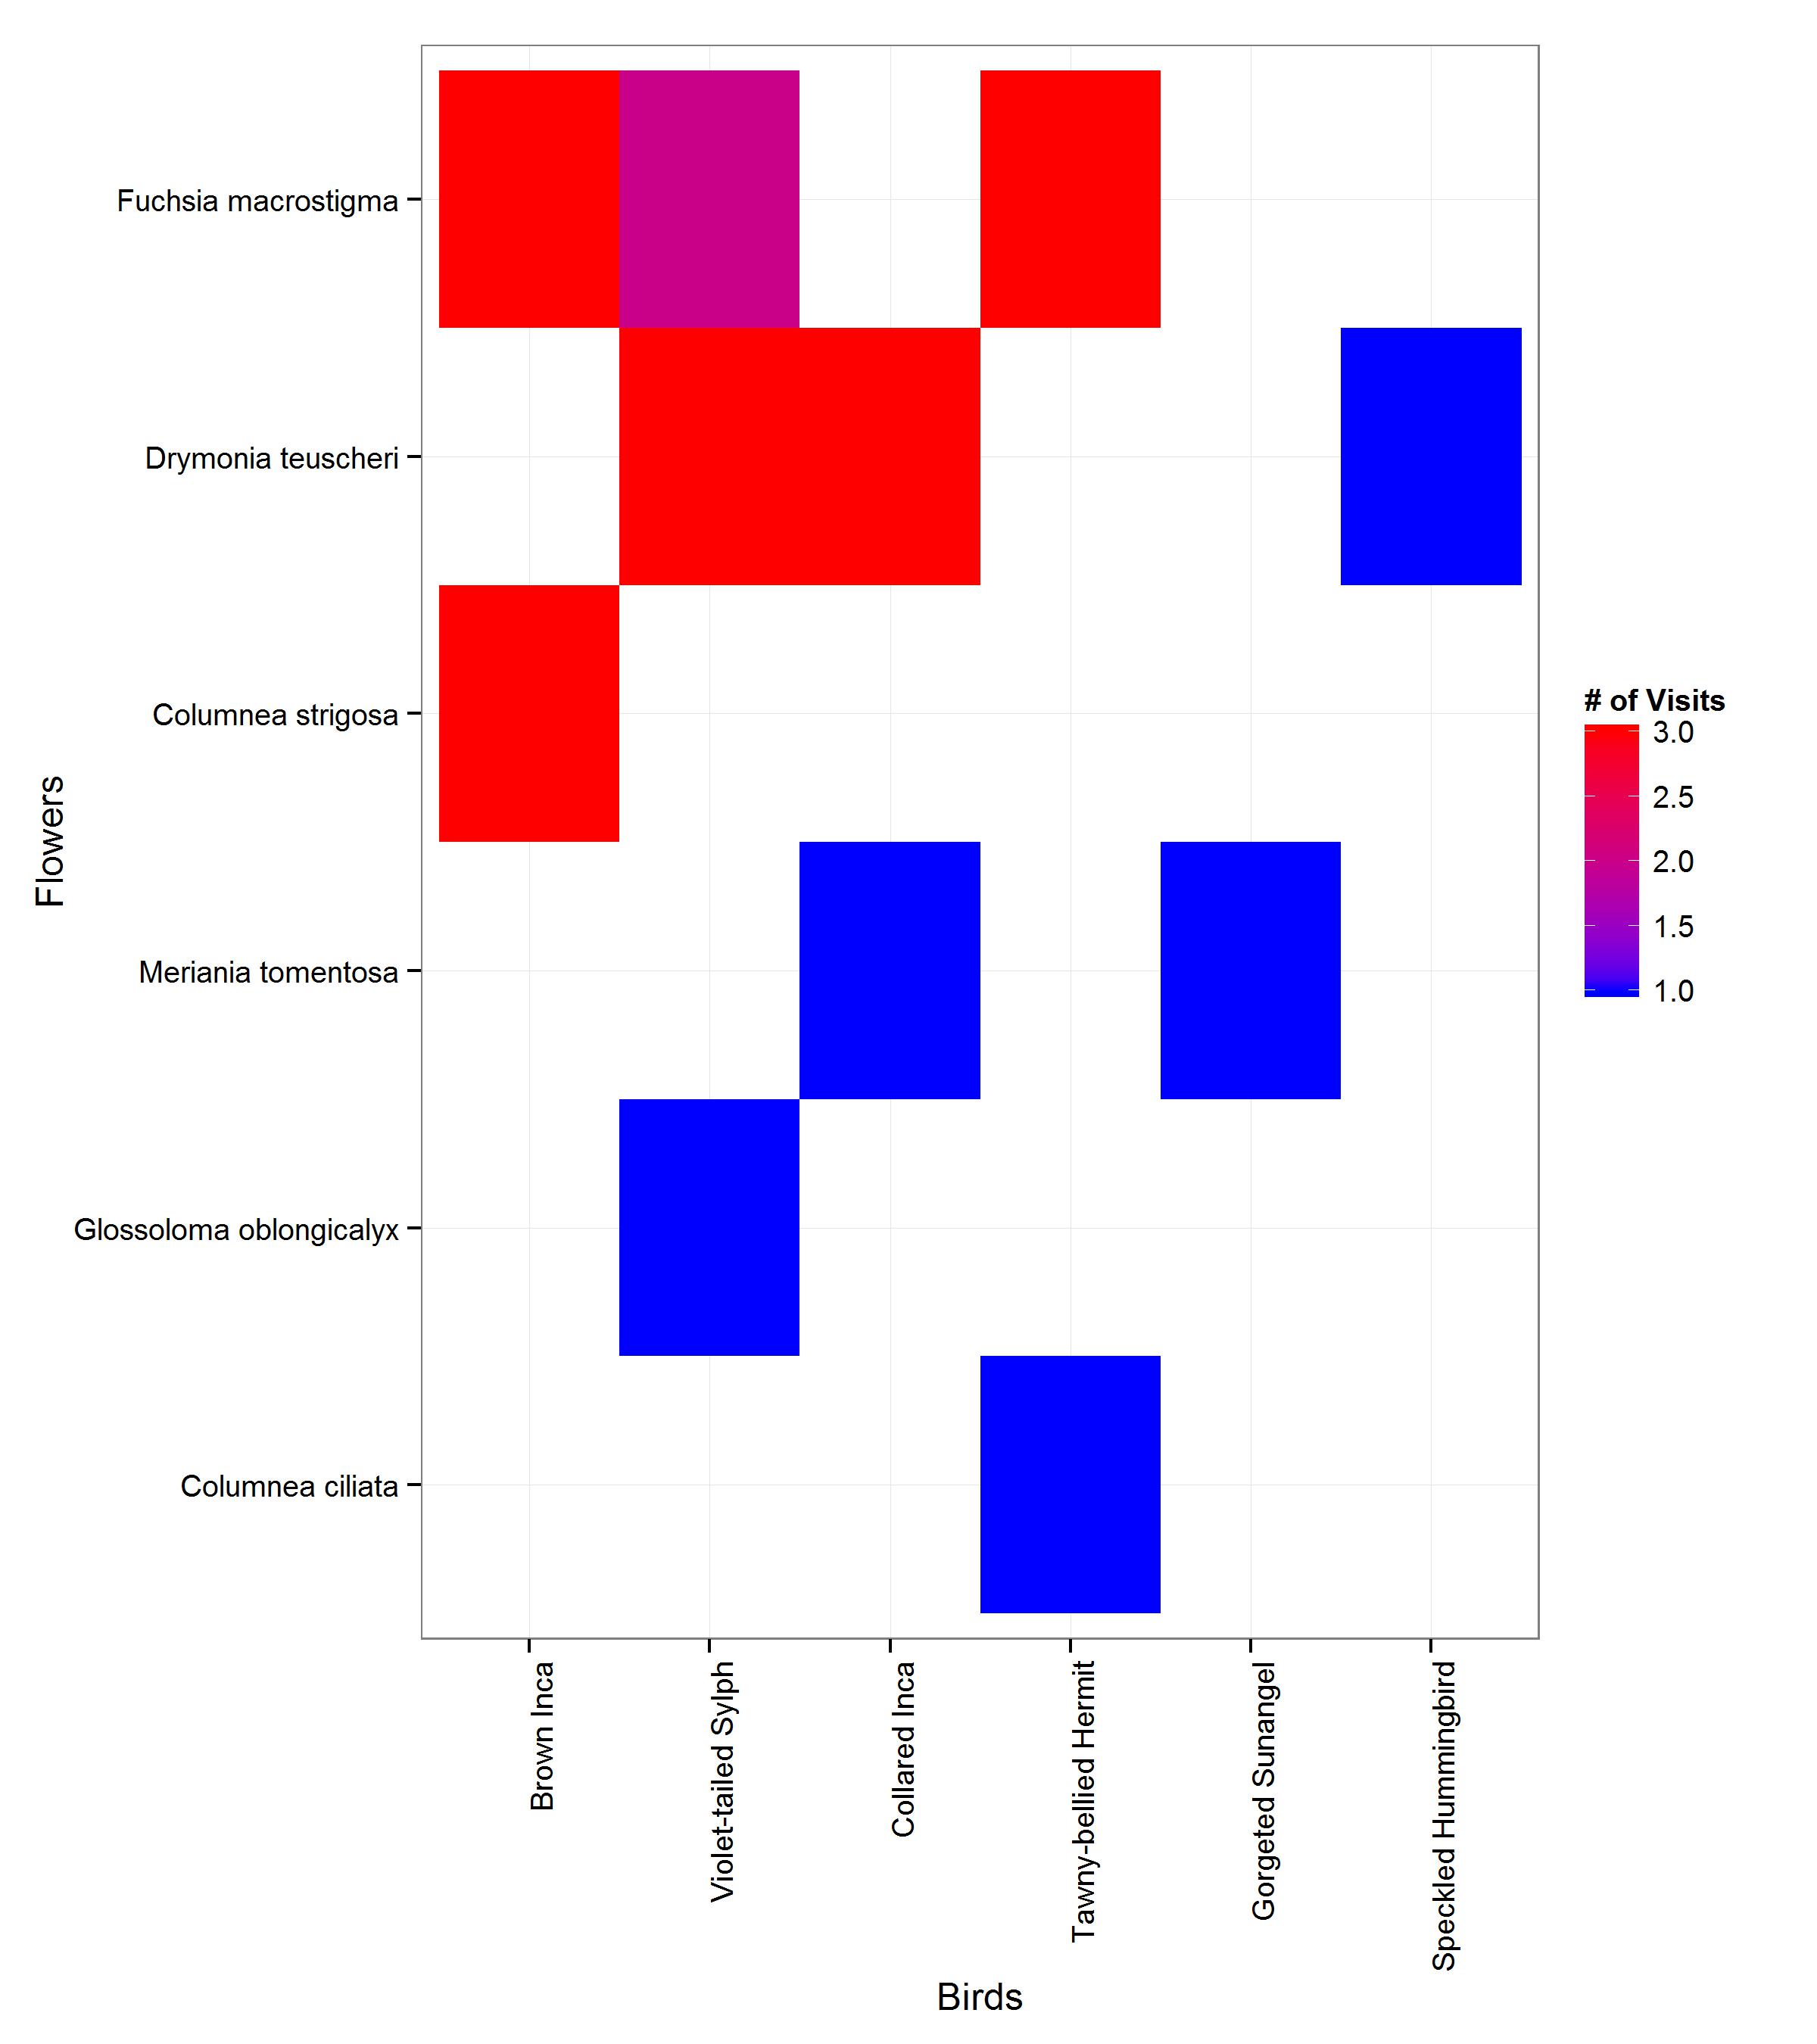 Fuchsia macrostigma
Drymonia teuscheri
Columnea strigosa
Meriania tomentosa
Glossoloma oblongicalyx
Columnea ciliata
Flowers
Brown Inca
Violet-tailed Sylph
Collared Inca
Tawny-bellied Hermit
Gorgeted Sunangel
Speckled Hummingbird
Birds
# of Visits
3.0
2.5
2.0
1.5
1.0